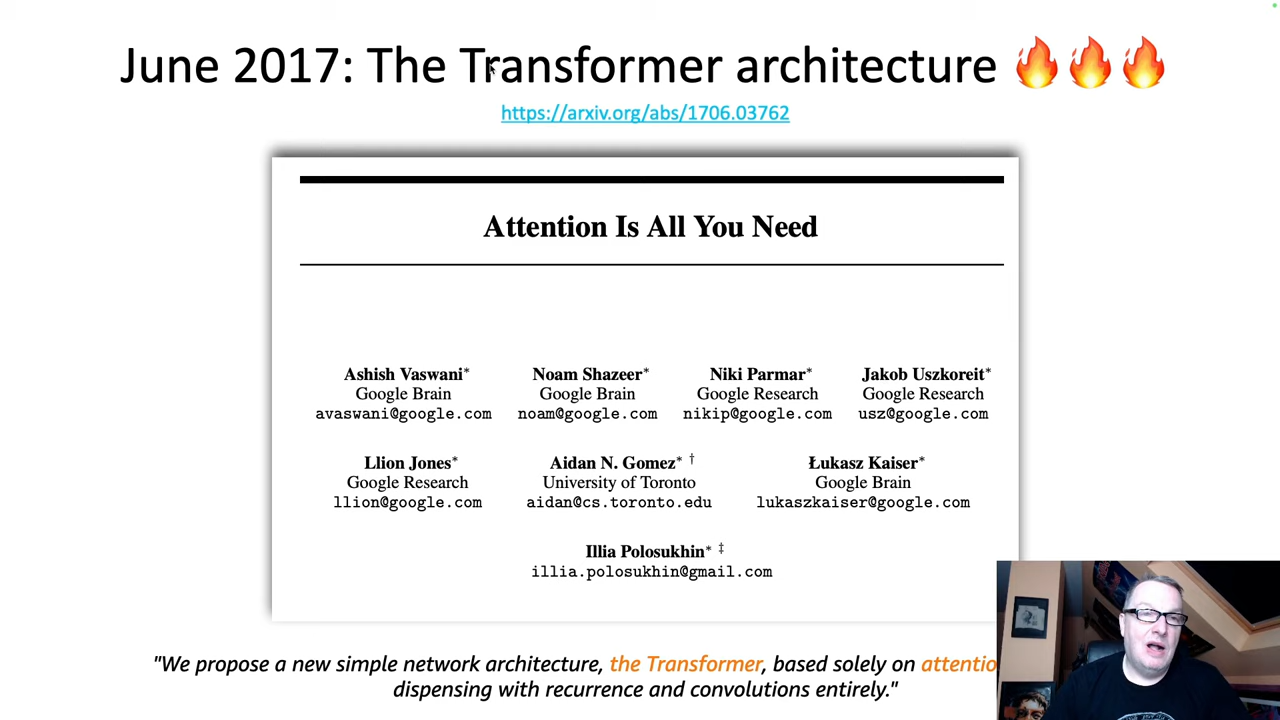 June 2017: The Transformer architecture 🔥🔥🔥
https://arxiv.org/abs/1706.03762
Attention Is All You Need
Ashish Vaswani* Noam Shazeer* Niki Parmar* Jakob Uszkoreit*
Google Brain Google Brain Google Research Google Research
avaswani@google.com noam@google.com nikip@google.com usz@google.com
Llion Jones* Aidan N. Gomez* † Łukasz Kaiser*
Google Research University of Toronto Google Brain
llion@google.com aidan@cs.toronto.edu lukaszkaiser@google.com
Illia Polosukhin* ‡
illia.polosukhin@gmail.com
"We propose a new simple network architecture, the Transformer, based solely on attentio
dispensing with recurrence and convolutions entirely."